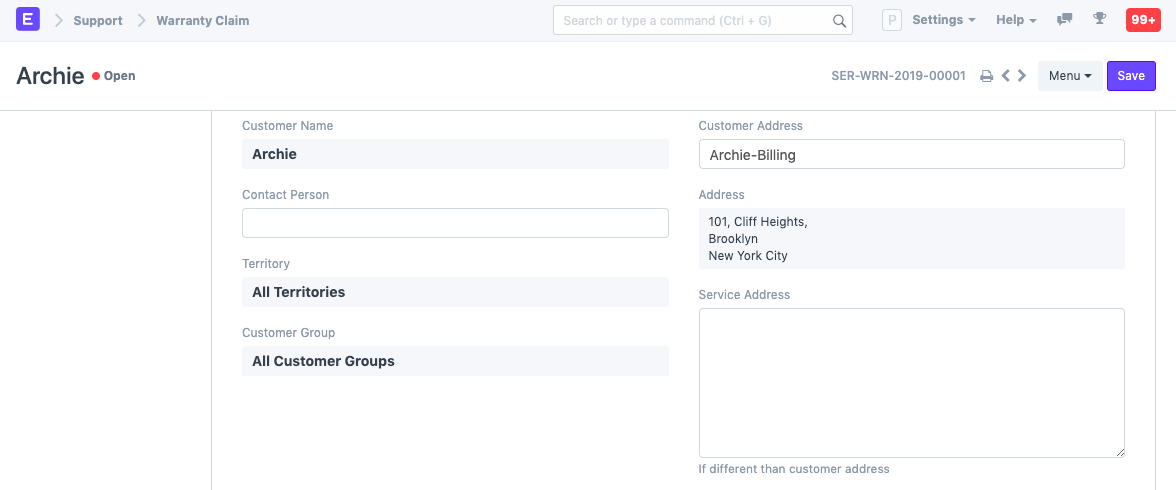 E
Support
Warranty Claim
Search or type a command (Ctrl + G)
P
Settings
Help
99+
Archie
Open
SER-WRN-2019-00001
Menu
Save
Customer Name
Archie
Contact Person
Territory
All Territories
Customer Group
All Customer Groups
Customer Address
Archie-Billing
Address
101, Cliff Heights,
Brooklyn
New York City
Service Address
If different than customer address